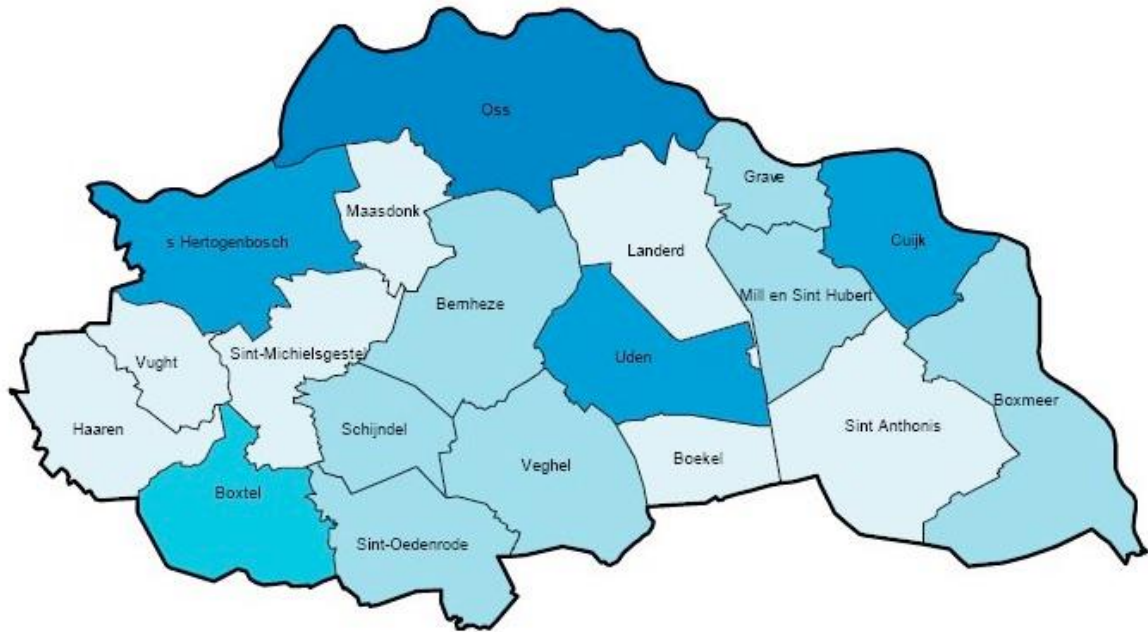 Oss
Grave
Maasdonk
s Hertogenbosch
Cuijk
Landerd
Bernheze
Mill en Sint Hubert
Sint-Michielsgestel
Vught
Uden
Boxmeer
Haaren
Schijndel
Sint Anthonis
Boekel
Veghel
Boxtel
Sint-Oedenrode